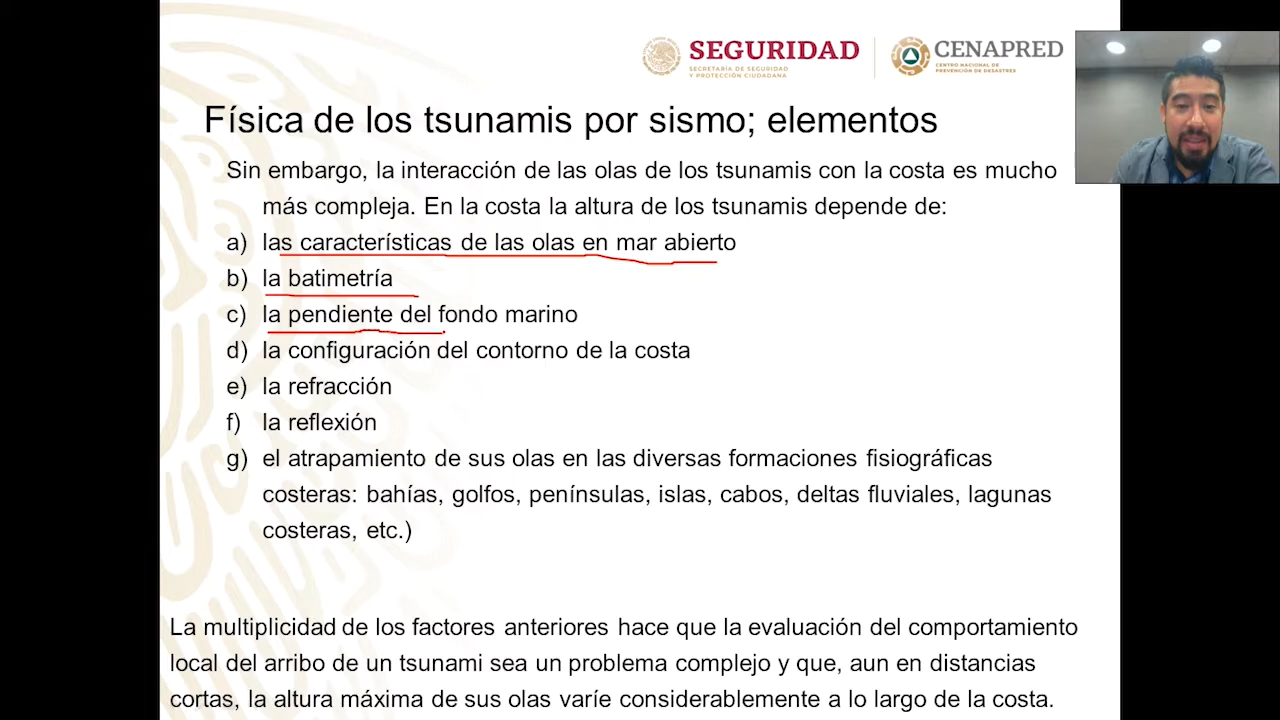 SEGURIDAD
SECRETARÍA DE SEGURIDAD
Y PROTECCIÓN CIUDADANA
CENAPRED
CENTRO NACIONAL DE
PREVENCIÓN DE DESASTRES
Física de los tsunamis por sismo; elementos
Sin embargo, la interacción de las olas de los tsunamis con la costa es mucho
más compleja. En la costa la altura de los tsunamis depende de:
a) las características de las olas en mar abierto
b) la batimetría
c) la pendiente del fondo marino
d) la configuración del contorno de la costa
e) la refracción
f) la reflexión
g) el atrapamiento de sus olas en las diversas formaciones fisiográficas
costeras: bahías, golfos, penínsulas, islas, cabos, deltas fluviales, lagunas
costeras, etc.)
La multiplicidad de los factores anteriores hace que la evaluación del comportamiento
local del arribo de un tsunami sea un problema complejo y que, aun en distancias
cortas, la altura máxima de sus olas varíe considerablemente a lo largo de la costa.